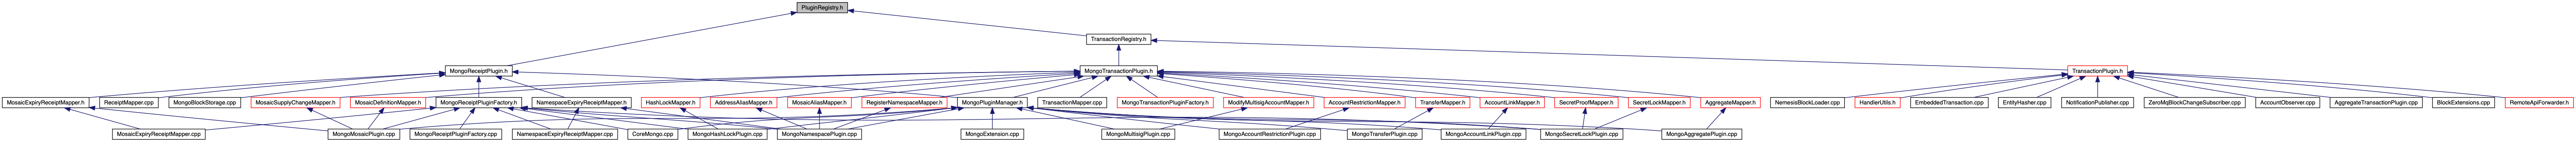 PluginRegistry.h
TransactionRegistry.h
MongoReceiptPlugin.h
MongoTransactionPlugin.h
TransactionPlugin.h
MosaicExpiryReceiptMapper.h
ReceiptMapper.cpp
MongoBlockStorage.cpp
MosaicSupplyChangeMapper.h
MosaicDefinitionMapper.h
MongoReceiptPluginFactory.h
NamespaceExpiryReceiptMapper.h
HashLockMapper.h
AddressAliasMapper.h
MosaicAliasMapper.h
RegisterNamespaceMapper.h
MongoPluginManager.h
TransactionMapper.cpp
MongoTransactionPluginFactory.h
ModifyMultisigAccountMapper.h
AccountRestrictionMapper.h
TransferMapper.h
AccountLinkMapper.h
SecretProofMapper.h
SecretLockMapper.h
AggregateMapper.h
NemesisBlockLoader.cpp
HandlerUtils.h
EmbeddedTransaction.cpp
EntityHasher.cpp
NotificationPublisher.cpp
ZeroMqBlockChangeSubscriber.cpp
AccountObserver.cpp
AggregateTransactionPlugin.cpp
BlockExtensions.cpp
RemoteApiForwarder.h
MosaicExpiryReceiptMapper.cpp
MongoMosaicPlugin.cpp
MongoReceiptPluginFactory.cpp
NamespaceExpiryReceiptMapper.cpp
CoreMongo.cpp
MongoHashLockPlugin.cpp
MongoNamespacePlugin.cpp
MongoExtension.cpp
MongoMultisigPlugin.cpp
MongoAccountRestrictionPlugin.cpp
MongoTransferPlugin.cpp
MongoAccountLinkPlugin.cpp
MongoSecretLockPlugin.cpp
MongoAggregatePlugin.cpp